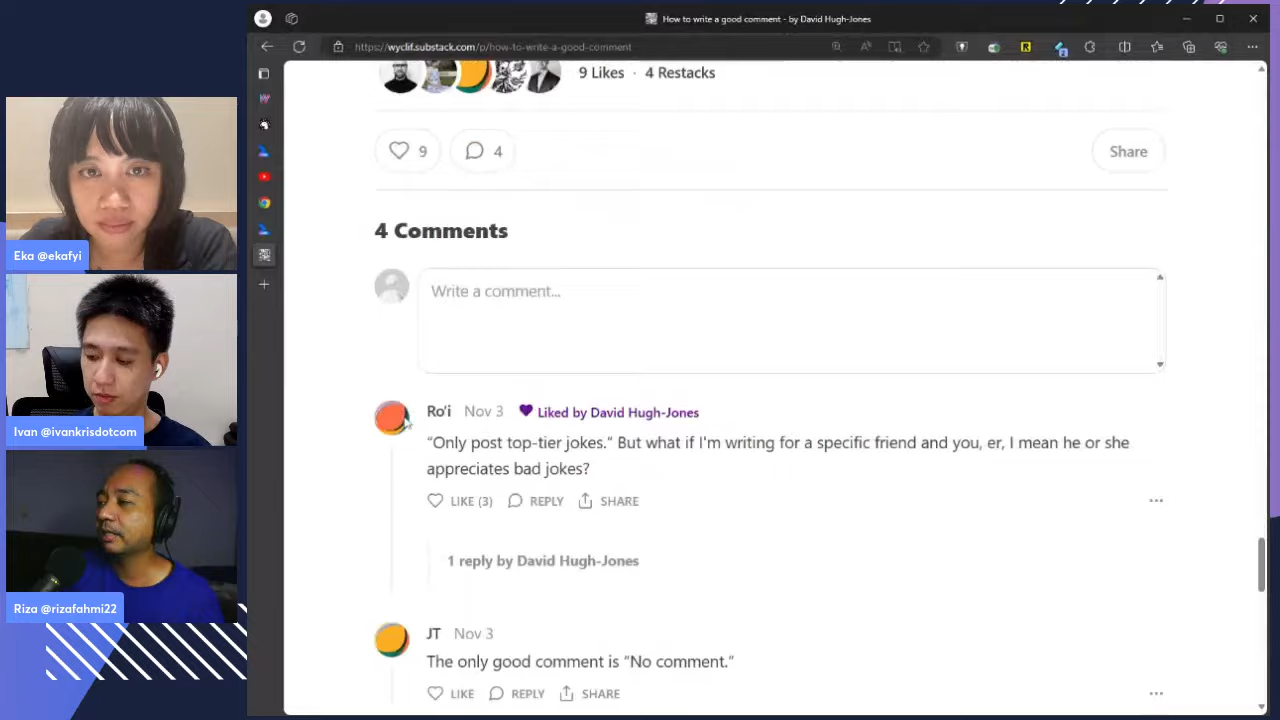 How to write a good comment - by David Hugh-Jones
https://wyclif.substack.com/p/how-to-write-a-good-comment
9 Likes · 4 Restacks
9
4
Share
4 Comments
Write a comment...
Ro'i Nov 3 Liked by David Hugh-Jones
“Only post top-tier jokes.” But what if I'm writing for a specific friend and you, er, I mean he or she
appreciates bad jokes?
LIKE (3) REPLY SHARE
1 reply by David Hugh-Jones
JT Nov 3
The only good comment is “No comment.”
LIKE REPLY SHARE
Eka @ekafyi
Ivan @ivankrisdotcom
Riza @rizafahmi22